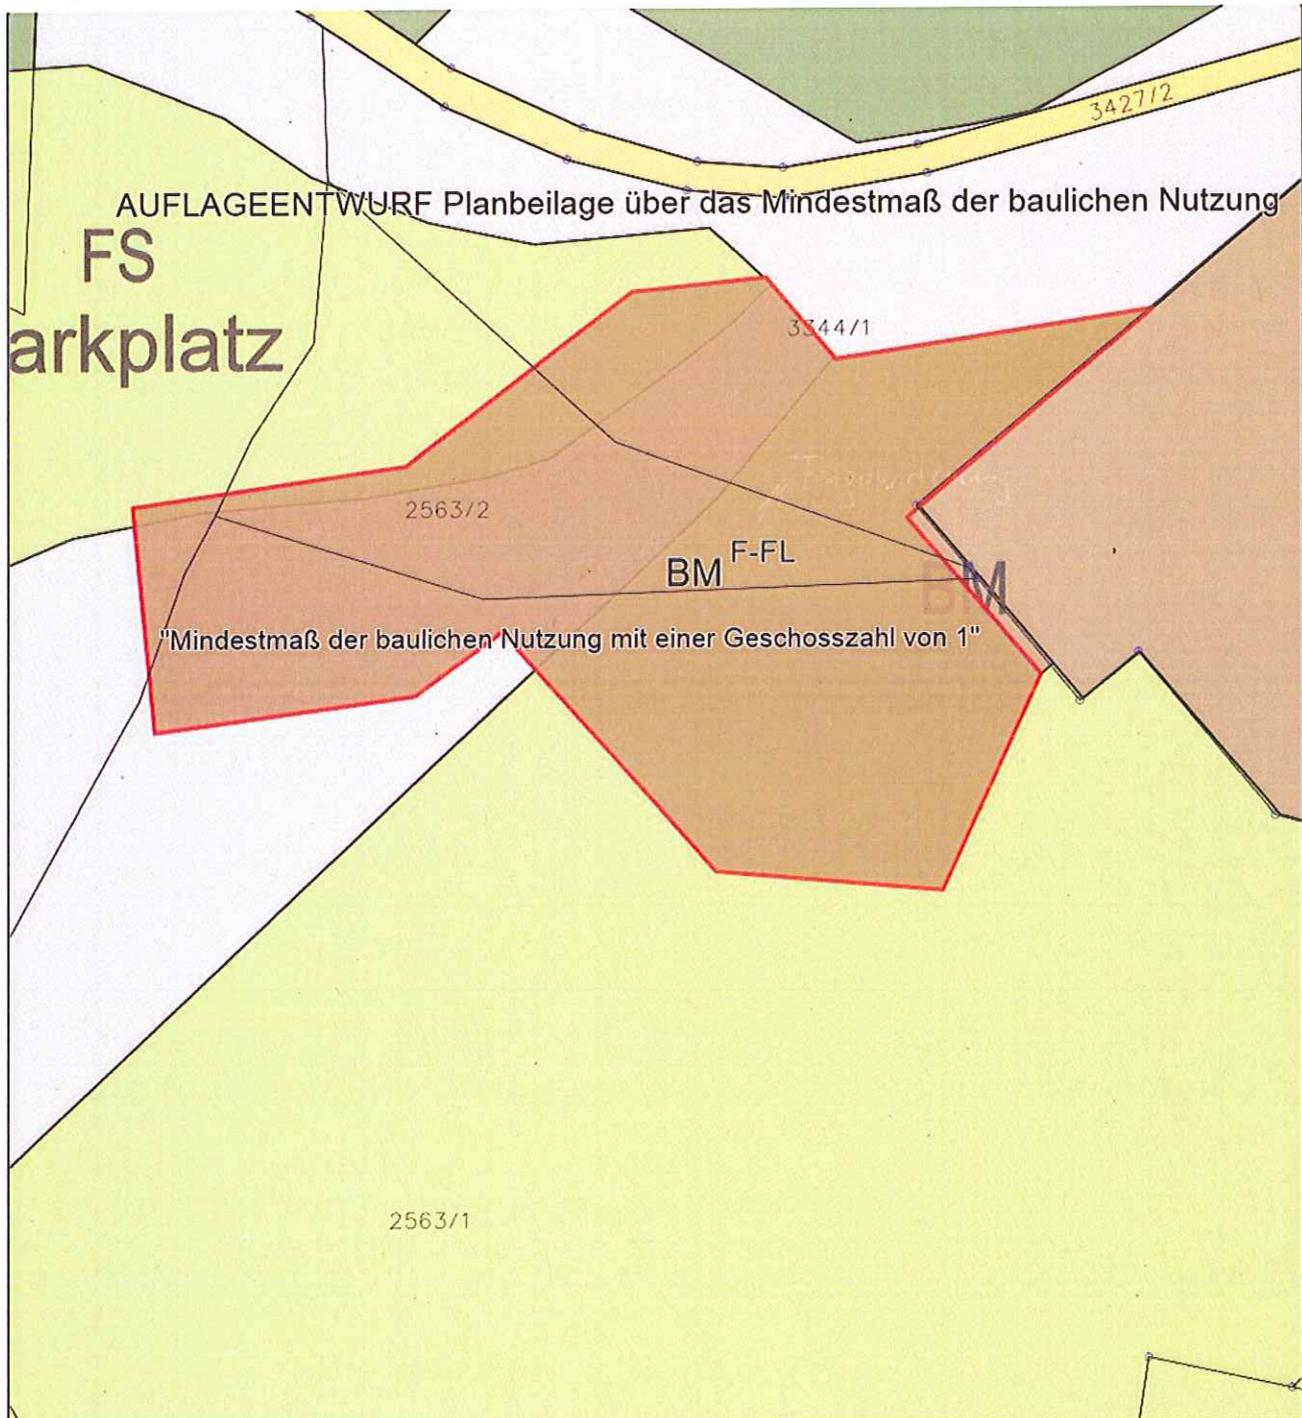 3427/2
AUFLAGEENTWURF Planbeilage über das Mindestmaß der baulichen Nutzung
FS
arkplatz
3344/1
2563/2
BM F-FL
BM
"Mindestmaß der baulichen Nutzung mit einer Geschosszahl von 1"
2563/1